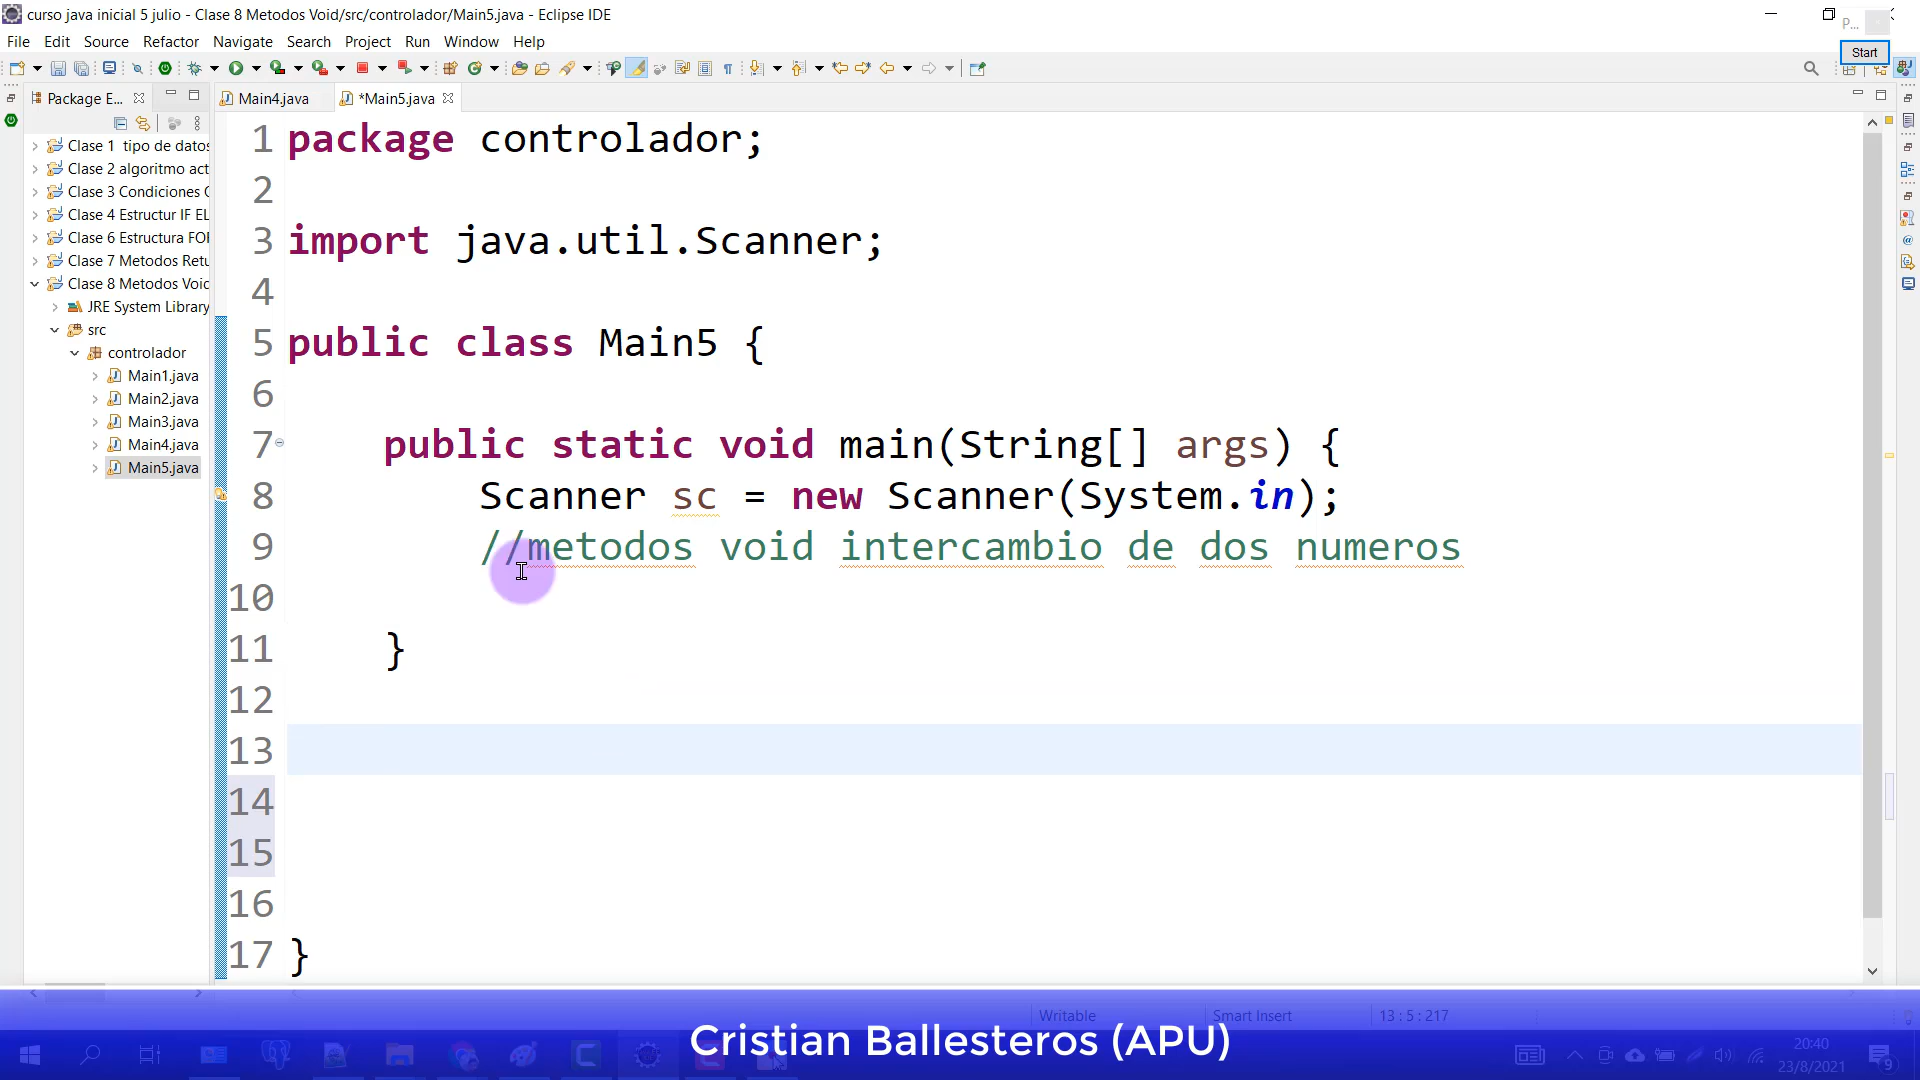 curso java inicial 5 julio - Clase 8 Metodos Void/src/controlador/Main5.java - Eclipse IDE
P...
File Edit Source Refactor Navigate Search Project Run Window Help
Start
Package E...
Main4.java
*Main5.java
Clase 1 tipo de datos
Clase 2 algoritmo act
Clase 3 Condiciones
Clase 4 Estructur IF EL
Clase 6 Estructura FO
Clase 7 Metodos Retu
Clase 8 Metodos Voi
JRE System Library
src
controlador
Main1.java
Main2.java
Main3.java
Main4.java
Main5.java
1 package controlador;
2
3 import java.util.Scanner;
4
5 public class Main5 {
6
7 public static void main(String[] args) {
8 Scanner sc = new Scanner(System.in);
9 //metodos void intercambio de dos numeros
10
11 }
12
13
14
15
16
17 }
Writable Smart Insert 13 : 5 : 217
Cristian Ballesteros (APU)
20:40
23/8/2021
9